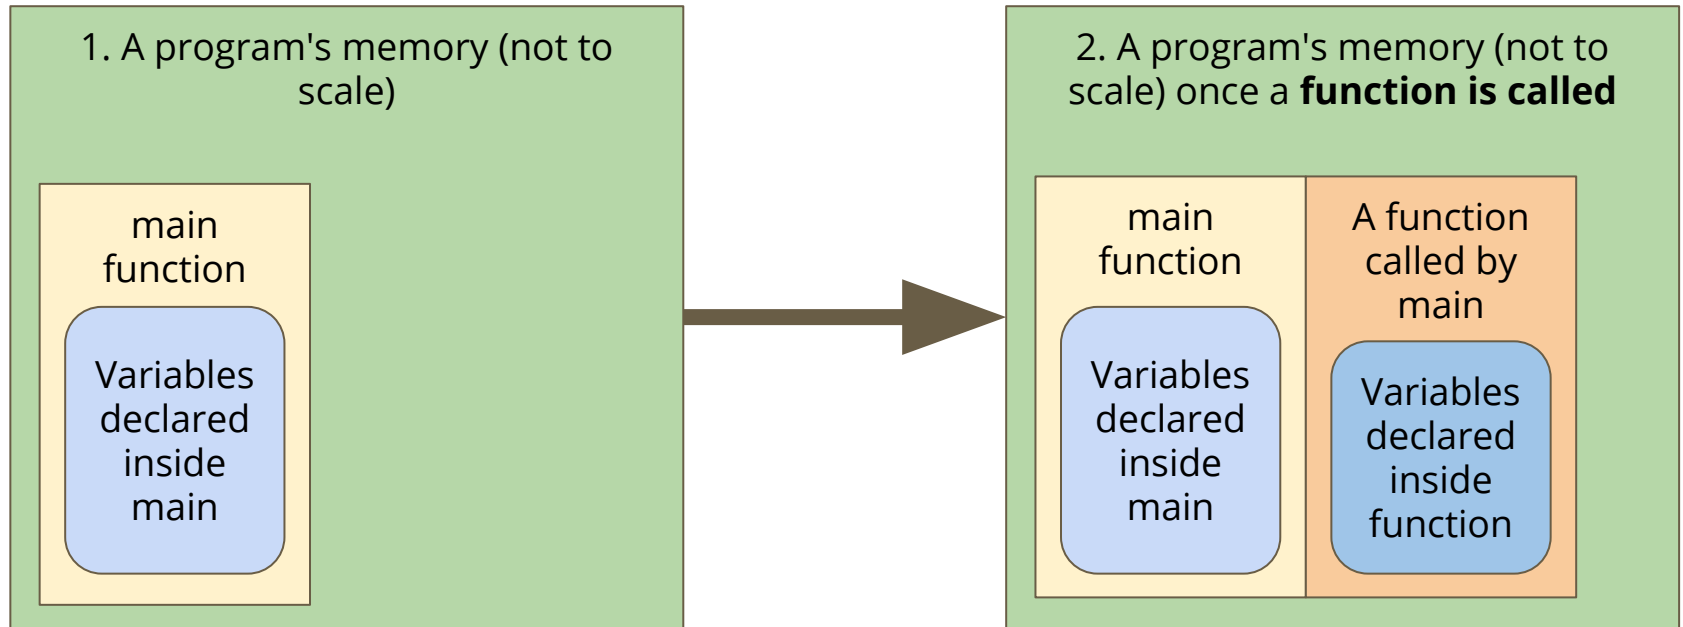 1. A program's memory (not to
scale)
main
function
Variables
declared
inside
main
2. A program's memory (not to
scale) once a function is called
main
function
Variables
declared
inside
main
A function
called by
main
Variables
declared
inside
function